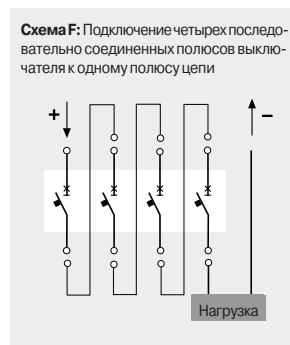 Схема F: Подключение четырех последо-
вательно соединенных полюсов выклю-
чателя к одному полюсу цепи
+ –
Нагрузка